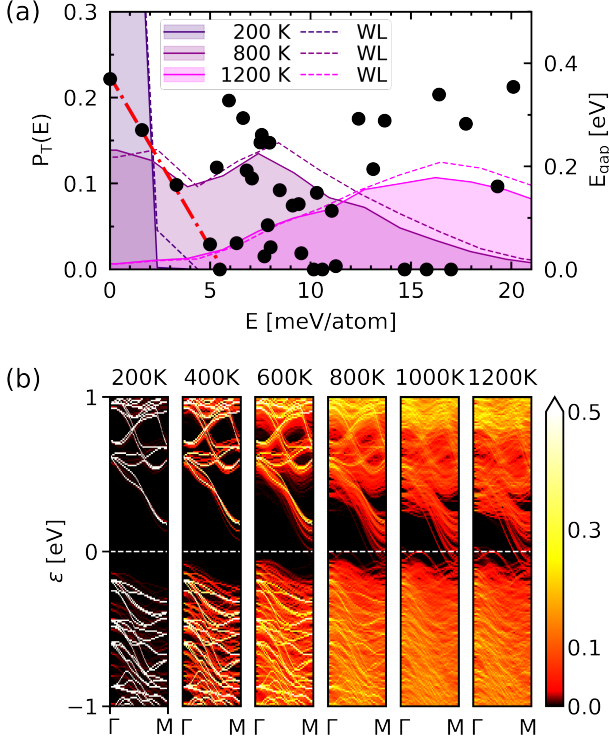 (a)
200 K WL
800 K WL
1200 K WL
P_T(E)
0.3
0.2
0.1
0.0
E_gap [eV]
0.4
0.2
0.0
0 5 10 15 20
E [meV/atom]
(b)
200K 400K 600K 800K 1000K 1200K
ε [eV]
1
0
−1
0.5
0.3
0.1
0.0
Γ M Γ M Γ M Γ M Γ M Γ M